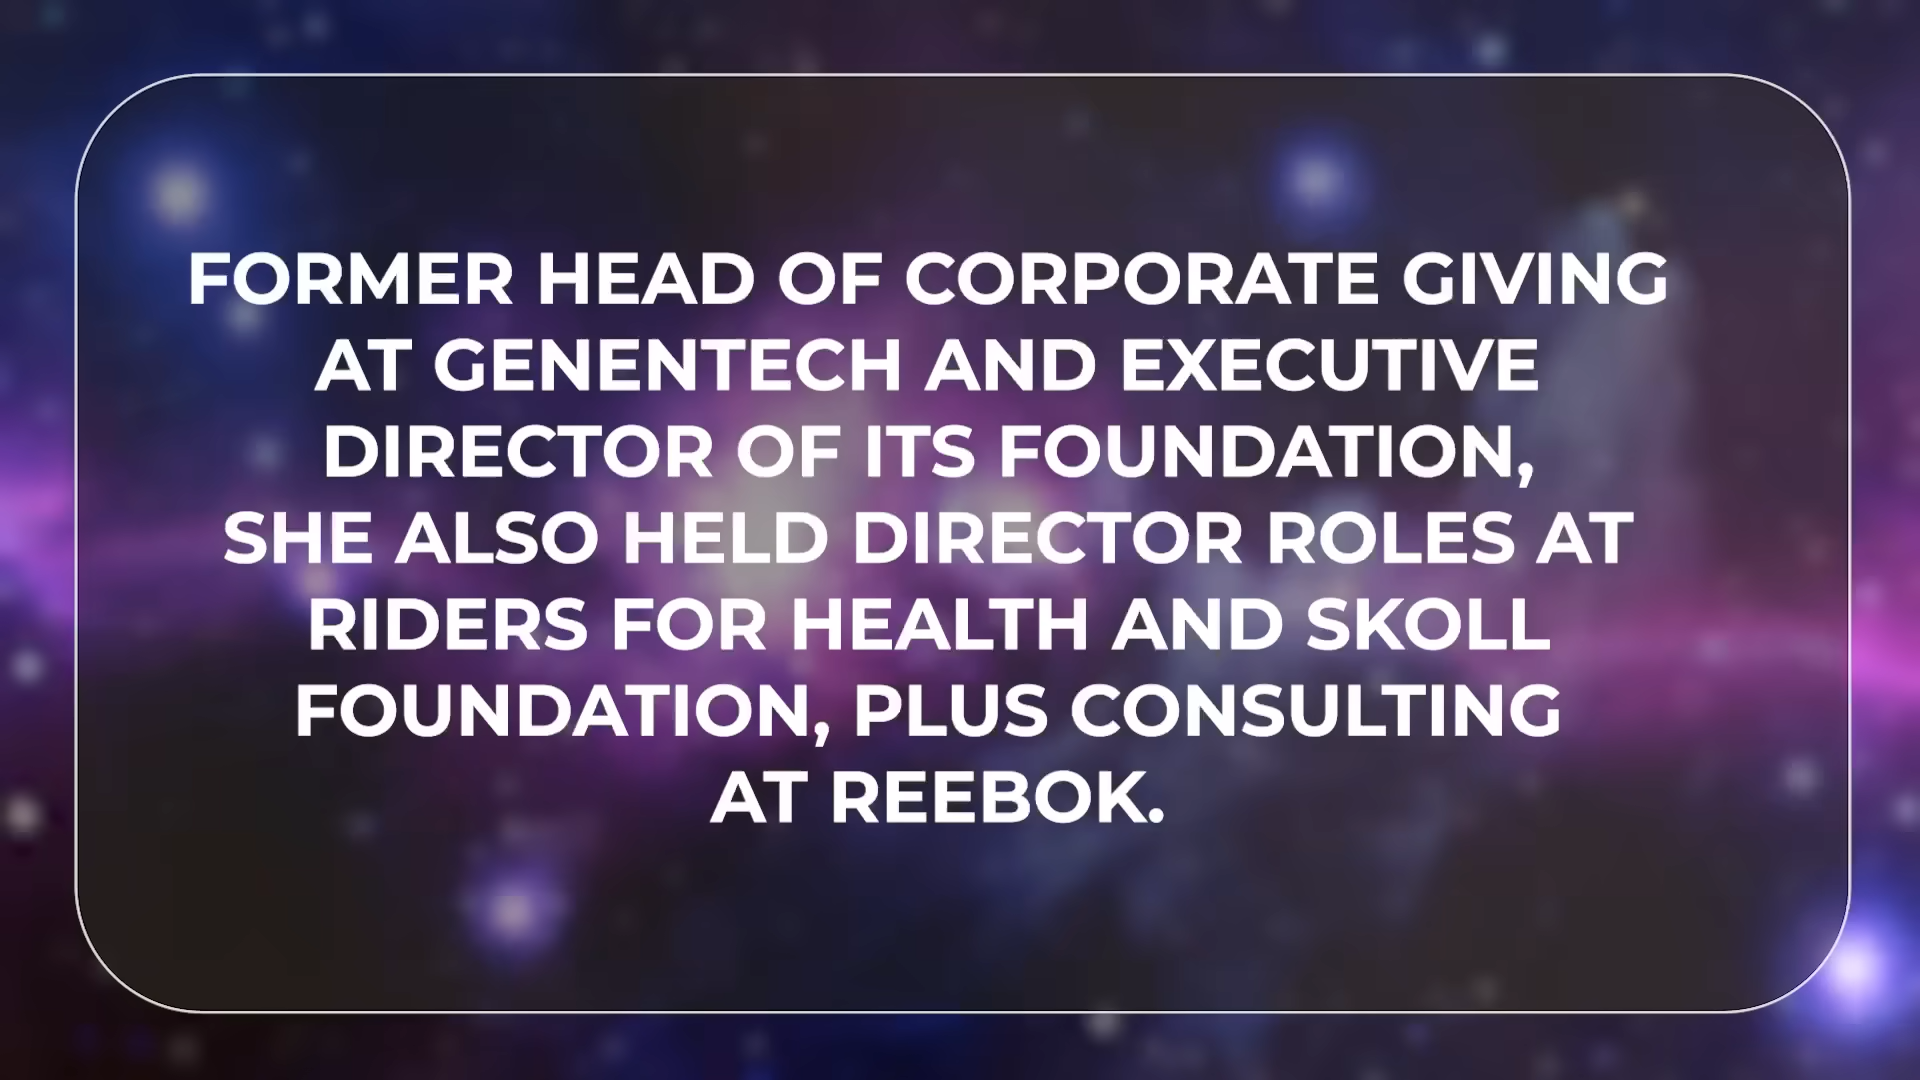 FORMER HEAD OF CORPORATE GIVING
AT GENENTECH AND EXECUTIVE
DIRECTOR OF ITS FOUNDATION,
SHE ALSO HELD DIRECTOR ROLES AT
RIDERS FOR HEALTH AND SKOLL
FOUNDATION, PLUS CONSULTING
AT REEBOK.